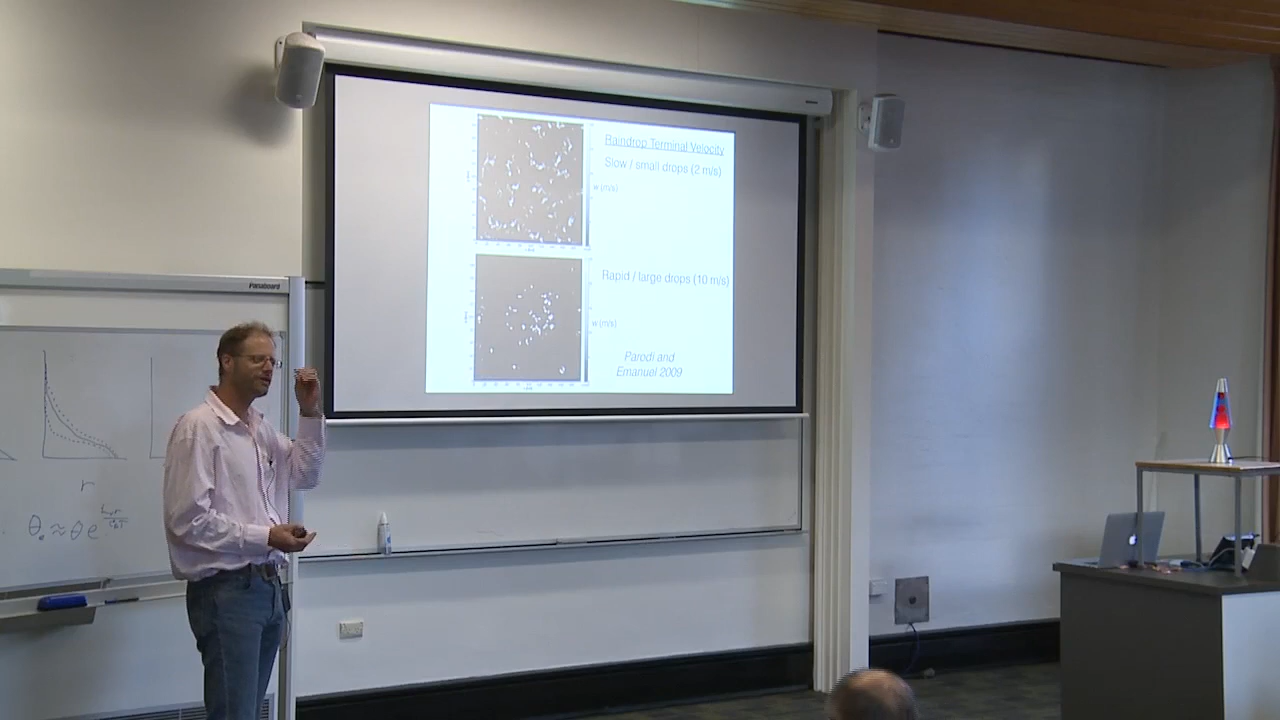 Raindrop Terminal Velocity
Slow / small drops (2 m/s)
w (m/s)
Rapid / large drops (10 m/s)
w (m/s)
Parodi and
Emanuel 2009
Panaboard
r